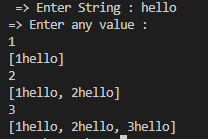 => Enter String : hello
=> Enter any value :
1
[1hello]
2
[1hello, 2hello]
3
[1hello, 2hello, 3hello]